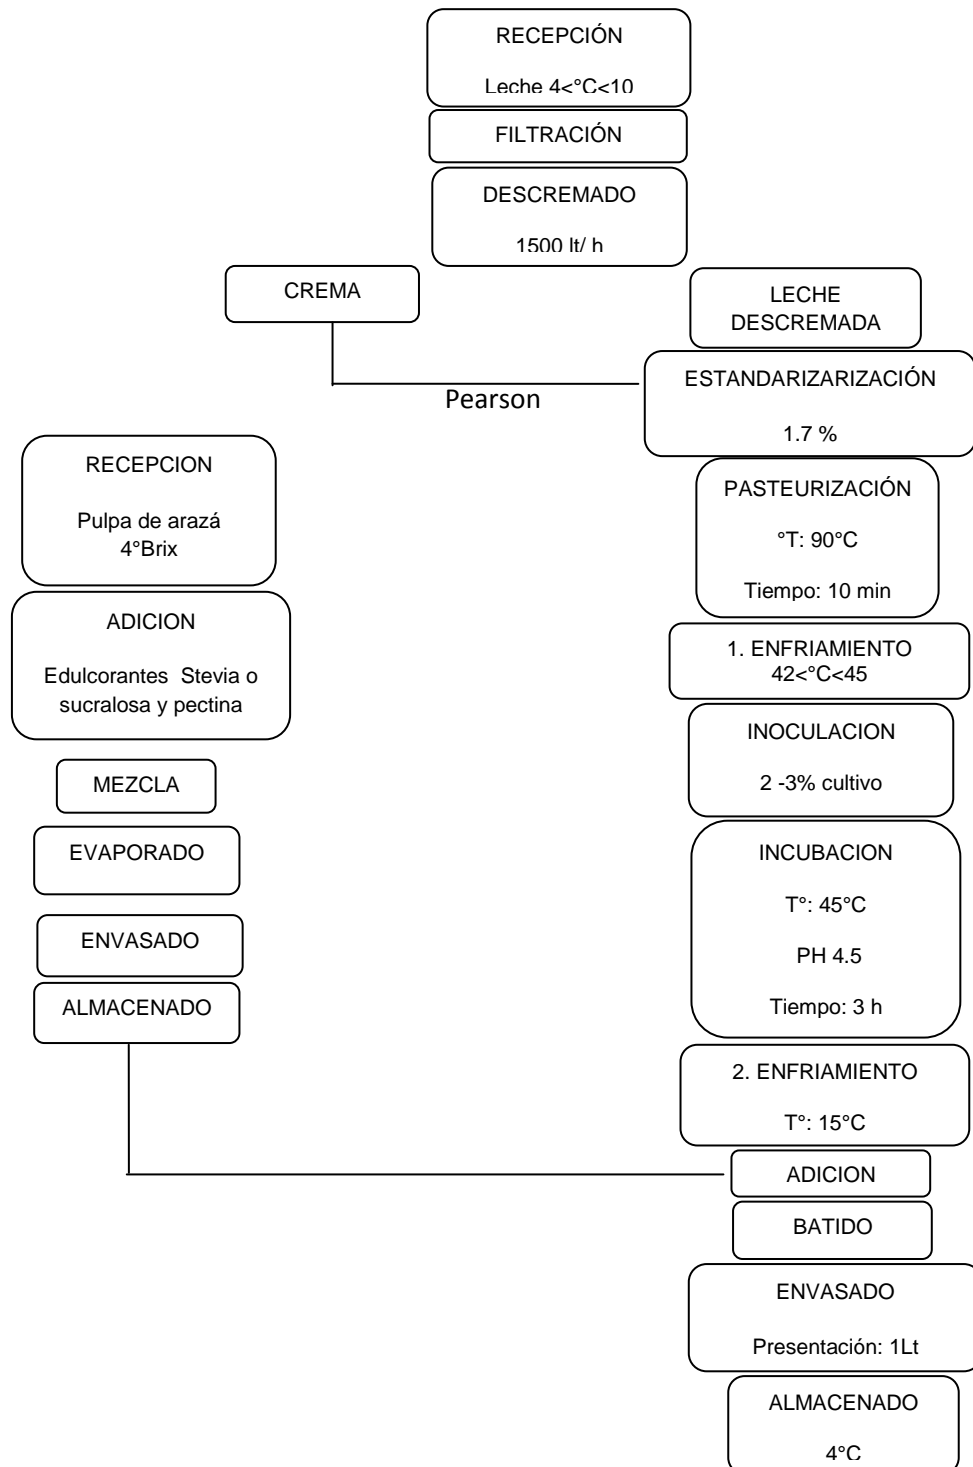 RECEPCIÓN
Leche 4<°C<10
FILTRACIÓN
DESCREMADO
1500 lt/ h
CREMA
LECHE
DESCREMADA
Pearson
ESTANDARIZARIZACIÓN
1.7 %
RECEPCION
Pulpa de arazá
4°Brix
ADICION
Edulcorantes Stevia o
sucralosa y pectina
MEZCLA
EVAPORADO
ENVASADO
ALMACENADO
PASTEURIZACIÓN
°T: 90°C
Tiempo: 10 min
1. ENFRIAMIENTO
42<°C<45
INOCULACION
2 -3% cultivo
INCUBACION
T°: 45°C
PH 4.5
Tiempo: 3 h
2. ENFRIAMIENTO
T°: 15°C
ADICION
BATIDO
ENVASADO
Presentación: 1Lt
ALMACENADO
4°C